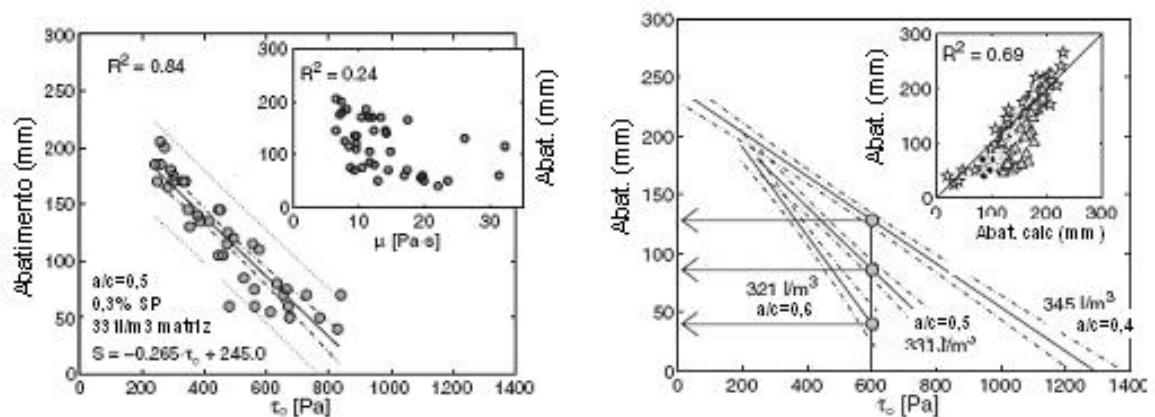 Abatimento (mm)
300
250
200
150
100
50
0
R² = 0.84
a/c=0,5
0,3% SP
331l/m3 matriz
S = −0.265·τₒ + 245.0
0 200 400 600 800 1000 1200 1400
τₒ [Pa]
Abat. (mm)
300
200
100
0
R² = 0.24
0 10 20 30
μ [Pa·s]
Abat. (mm)
300
250
200
150
100
50
0
321 l/m³
a/c=0,6
a/c=0,5
331 l/m³
345 l/m³
a/c=0,4
0 200 400 600 800 1000 1200 1400
τₒ [Pa]
Abat. (mm)
300
200
100
0
R² = 0.69
0 100 200 300
Abat. calc (mm)